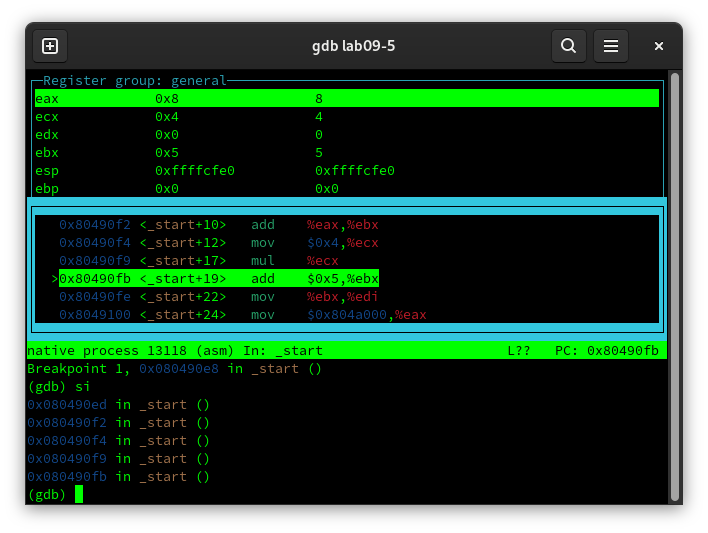 gdb lab09-5
Register group: general
eax 0x8 8
ecx 0x4 4
edx 0x0 0
ebx 0x5 5
esp 0xffffcfe0 0xffffcfe0
ebp 0x0 0x0
0x80490f2 <_start+10> add %eax,%ebx
0x80490f4 <_start+12> mov $0x4,%ecx
0x80490f9 <_start+17> mul %ecx
>0x80490fb <_start+19> add $0x5,%ebx
0x80490fe <_start+22> mov %ebx,%edi
0x8049100 <_start+24> mov $0x804a000,%eax
native process 13118 (asm) In: _start L?? PC: 0x80490fb
Breakpoint 1, 0x080490e8 in _start ()
(gdb) si
0x080490ed in _start ()
0x080490f2 in _start ()
0x080490f4 in _start ()
0x080490f9 in _start ()
0x080490fb in _start ()
(gdb)